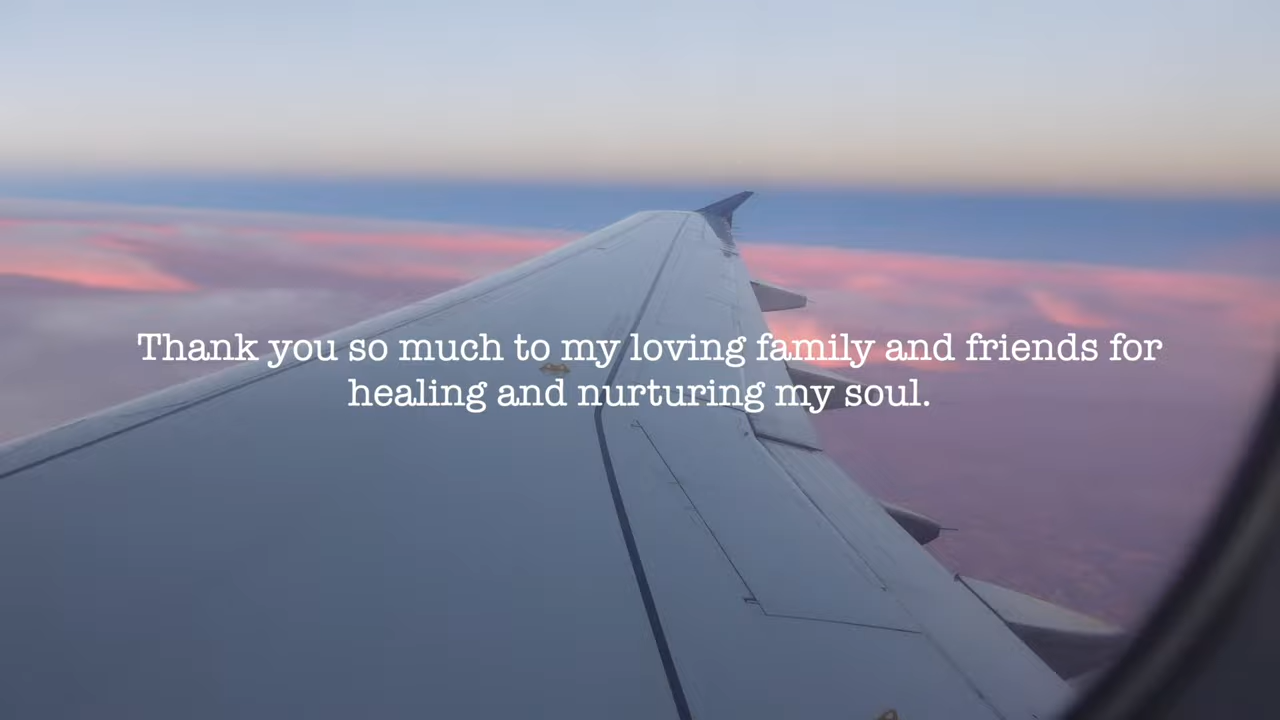 Thank you so much to my loving family and friends for
healing and nurturing my soul.